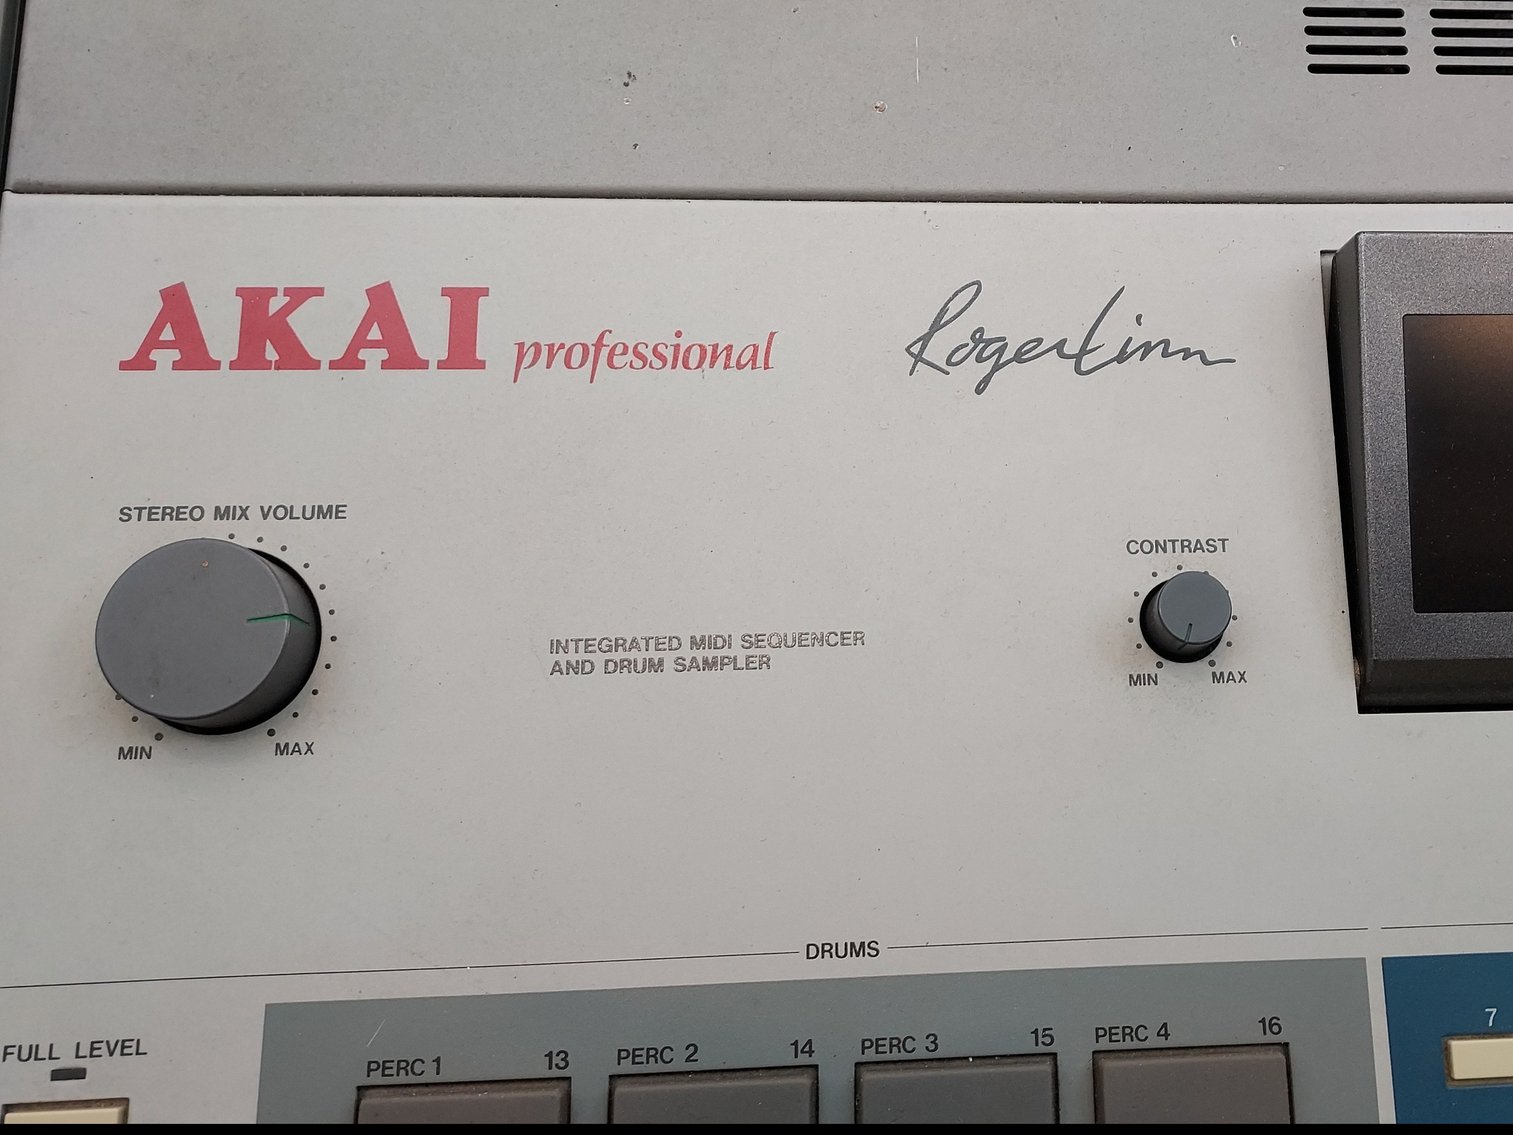 AKAI professional
Roger Linn
STEREO MIX VOLUME
MIN MAX
CONTRAST
MIN MAX
INTEGRATED MIDI SEQUENCER
AND DRUM SAMPLER
DRUMS
FULL LEVEL
PERC 1 13
PERC 2 14
PERC 3 15
PERC 4 16
7